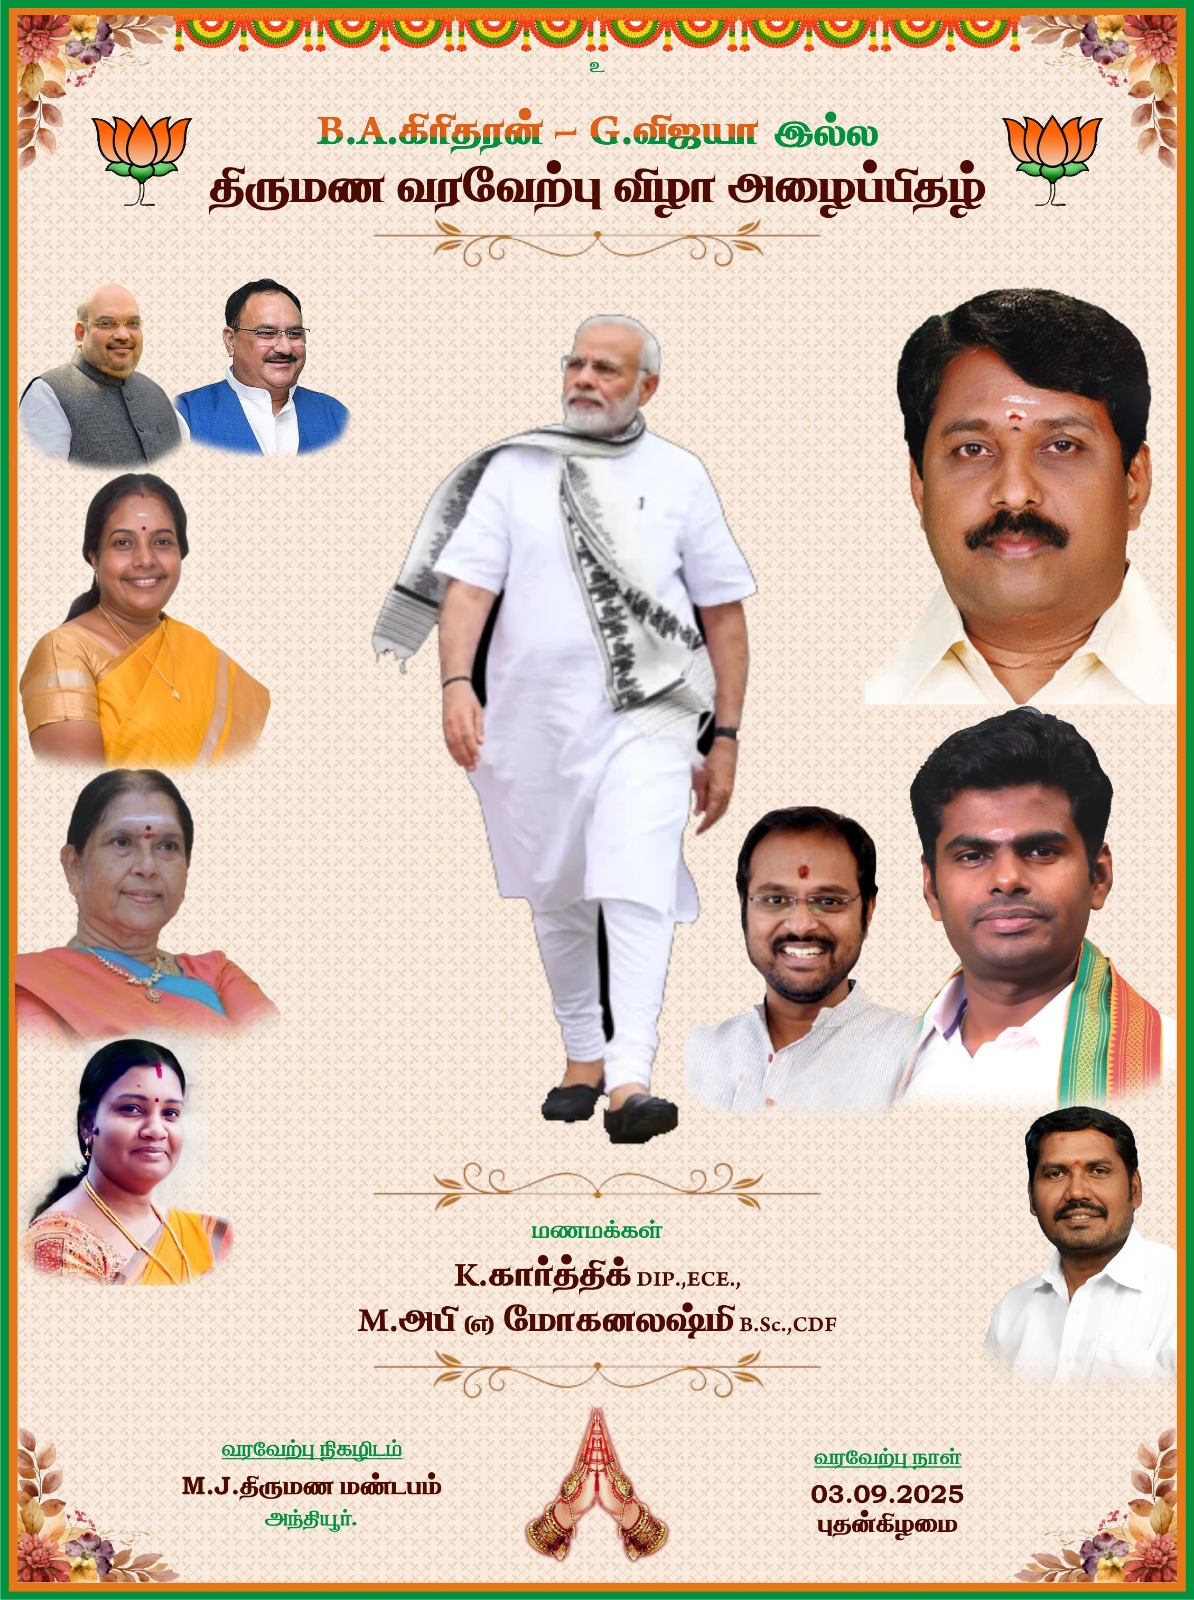 உ
B.A.கிரிதரன் – G.விஜயா இல்ல
திருமண வரவேற்பு விழா அழைப்பிதழ்
மணமக்கள்
K.கார்த்திக் DIP.,ECE.,
M.அபி (எ) மோகனலஷ்மி B.Sc.,CDF
வரவேற்பு நிகழிடம்
M.J.திருமண மண்டபம்
அந்தியூர்.
வரவேற்பு நாள்
03.09.2025
புதன்கிழமை